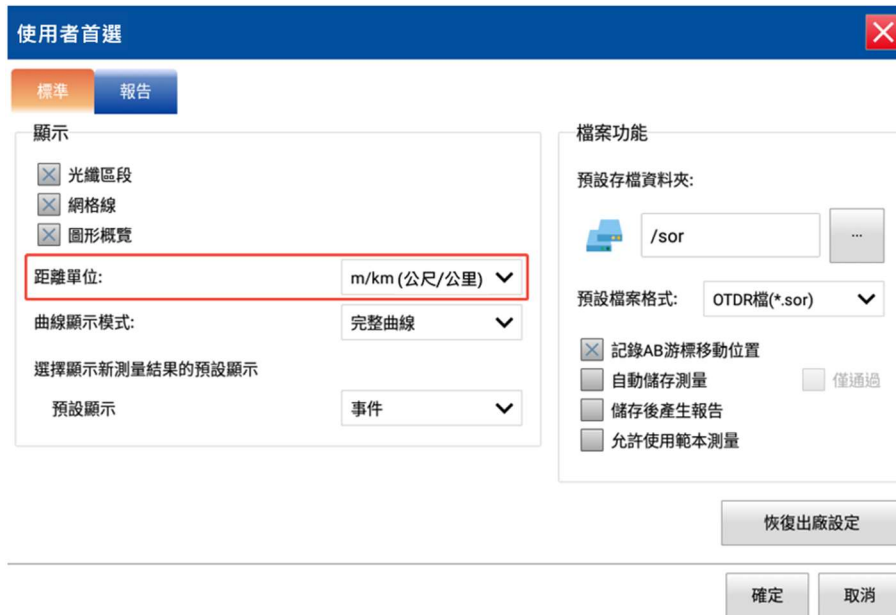 使用者首選
標準
報告
顯示
光纖區段
網格線
圖形概覽
距離單位: m/km (公尺/公里)
曲線顯示模式: 完整曲線
選擇顯示新測量結果的預設顯示
預設顯示 事件
檔案功能
預設存檔資料夾:
/sor ...
預設檔案格式: OTDR檔(*.sor)
記錄AB游標移動位置
自動儲存測量 僅通過
儲存後產生報告
允許使用範本測量
恢復出廠設定
確定 取消